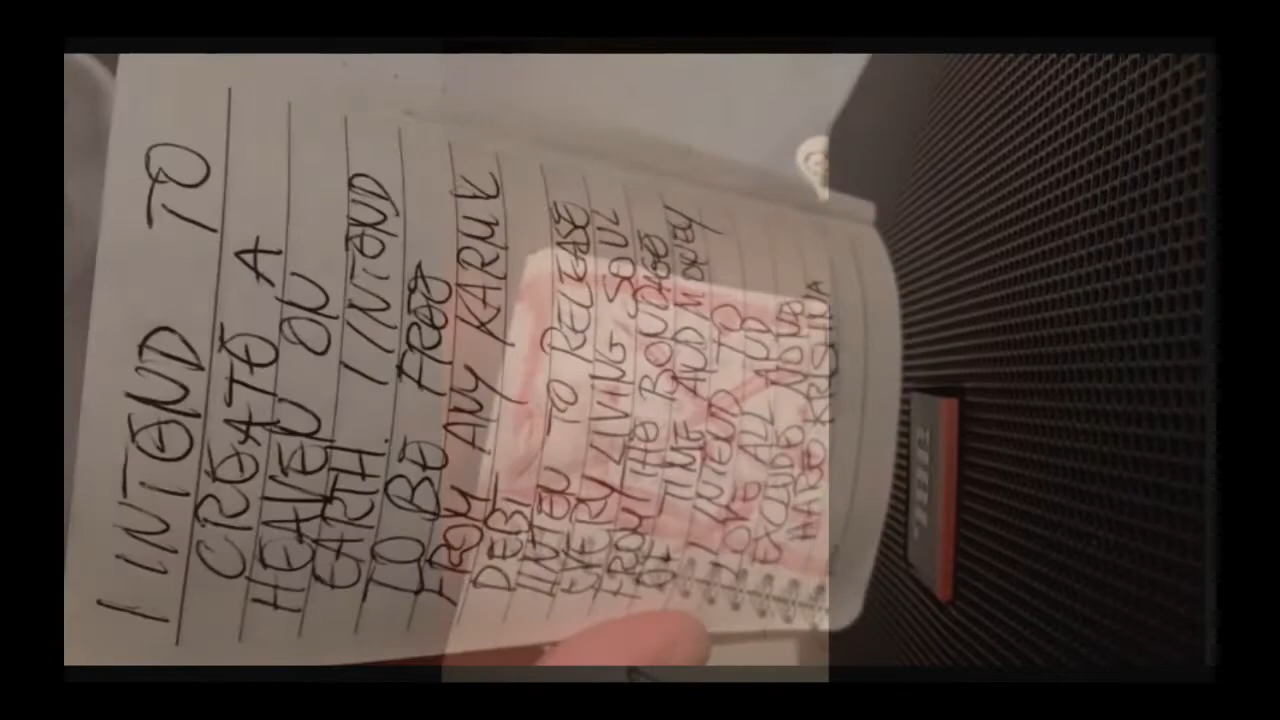 I INTEND TO
CREATE A
HEAVEN ON
EARTH. I INTEND
TO BE FREE
FROM ANY KARMIC
DEBT
INTEND TO RELEASE
EVERY LIVING SOUL
FROM THE BONDAGE
OF TIME AND MONEY
I INTEND TO
LOVE ALL AND
EXCLUDE NONE
HARE KRISHNA